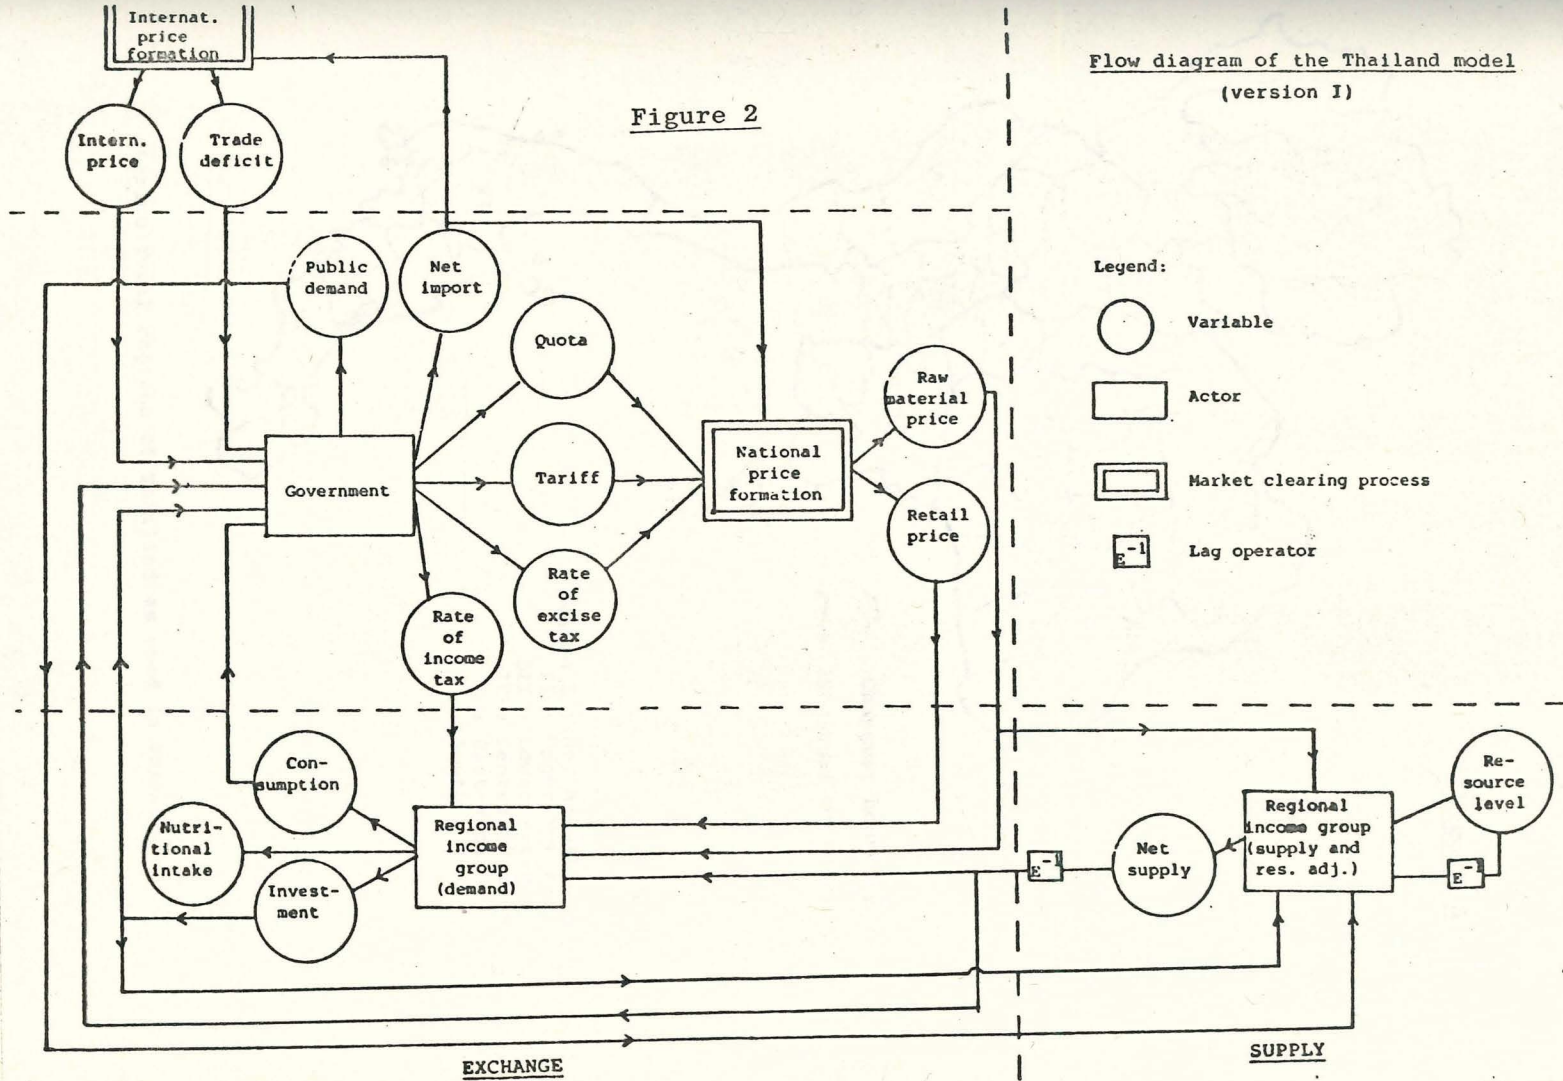 Internat.
price
formation
Flow diagram of the Thailand model
(version I)
Figure 2
Intern.
price
Trade
deficit
Public
demand
Net
import
Legend:
Variable
Quota
Actor
Raw
material
price
National
price
formation
Market clearing process
Government
Tariff
Retail
price
E-1
Lag operator
Rate
of
excise
tax
Rate
of
income
tax
Con-
sumption
Nutri-
tional
intake
Invest-
ment
Regional
income
group
(demand)
E-1
Net
supply
Regional
income group
(supply and
res. adj.)
Re-
source
level
E-1
EXCHANGE
SUPPLY